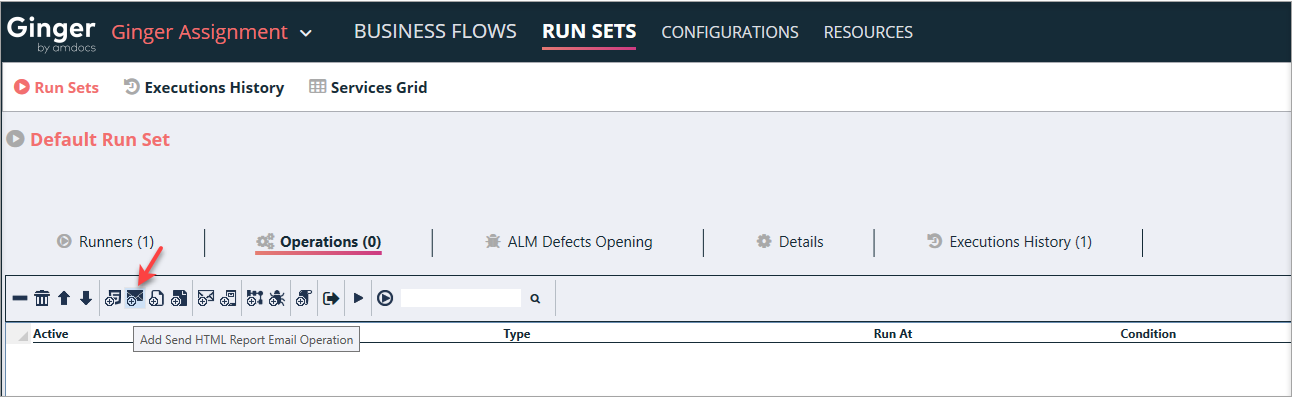 Ginger by amdocs Ginger Assignment BUSINESS FLOWS RUN SETS CONFIGURATIONS RESOURCES
Run Sets Executions History Services Grid
Default Run Set
Runners (1) Operations (0) ALM Defects Opening Details Executions History (1)
Active Type Run At Condition
Add Send HTML Report Email Operation